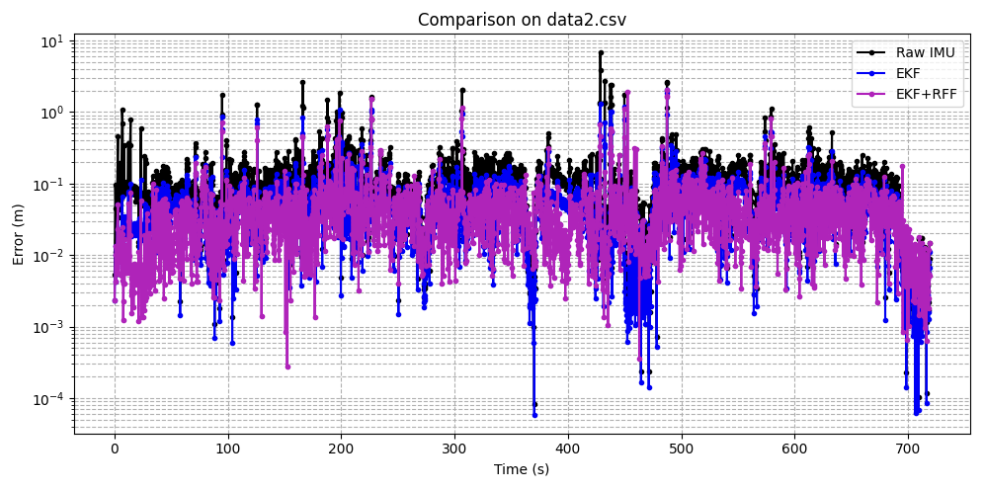 Comparison on data2.csv
Error (m)
10¹
10⁰
10⁻¹
10⁻²
10⁻³
10⁻⁴
Raw IMU
EKF
EKF+RFF
0 100 200 300 400 500 600 700
Time (s)